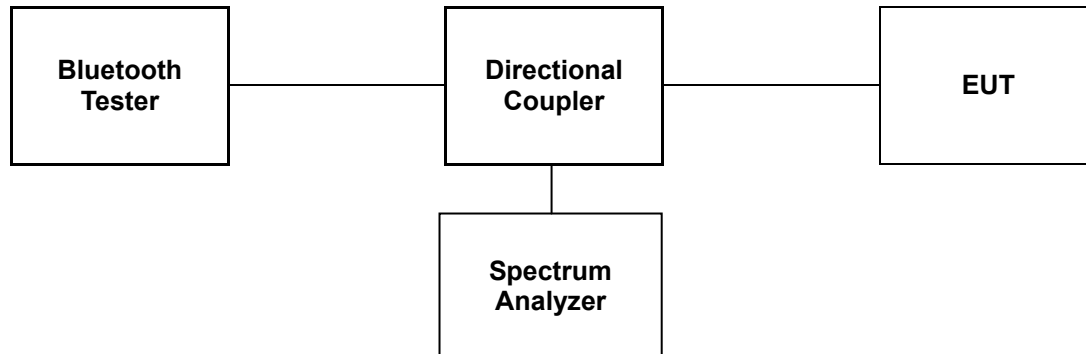 Bluetooth
Tester
Directional
Coupler
EUT
Spectrum
Analyzer